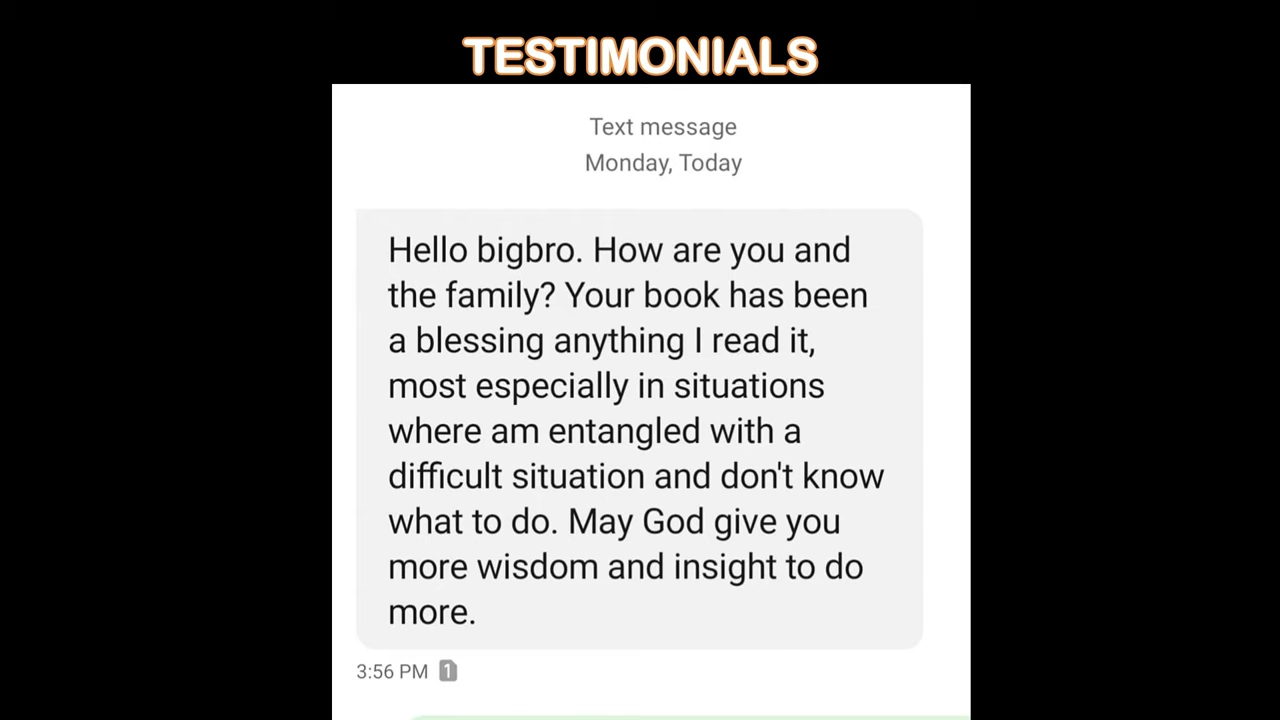 TESTIMONIALS
Text message
Monday, Today
Hello bigbro. How are you and
the family? Your book has been
a blessing anything I read it,
most especially in situations
where am entangled with a
difficult situation and don't know
what to do. May God give you
more wisdom and insight to do
more.
3:56 PM 1